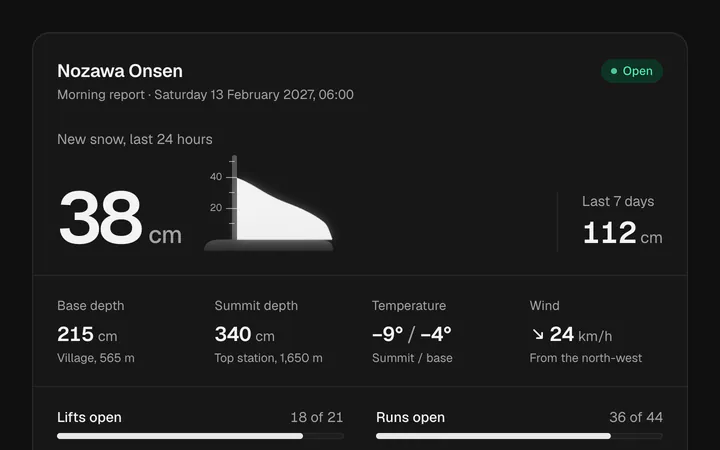 Nozawa Onsen
Open
Morning report · Saturday 13 February 2027, 06:00
New snow, last 24 hours
38 cm
40
20
Last 7 days
112 cm
Base depth
215 cm
Village, 565 m
Summit depth
340 cm
Top station, 1,650 m
Temperature
−9° / −4°
Summit / base
Wind
↘ 24 km/h
From the north-west
Lifts open
18 of 21
Runs open
36 of 44